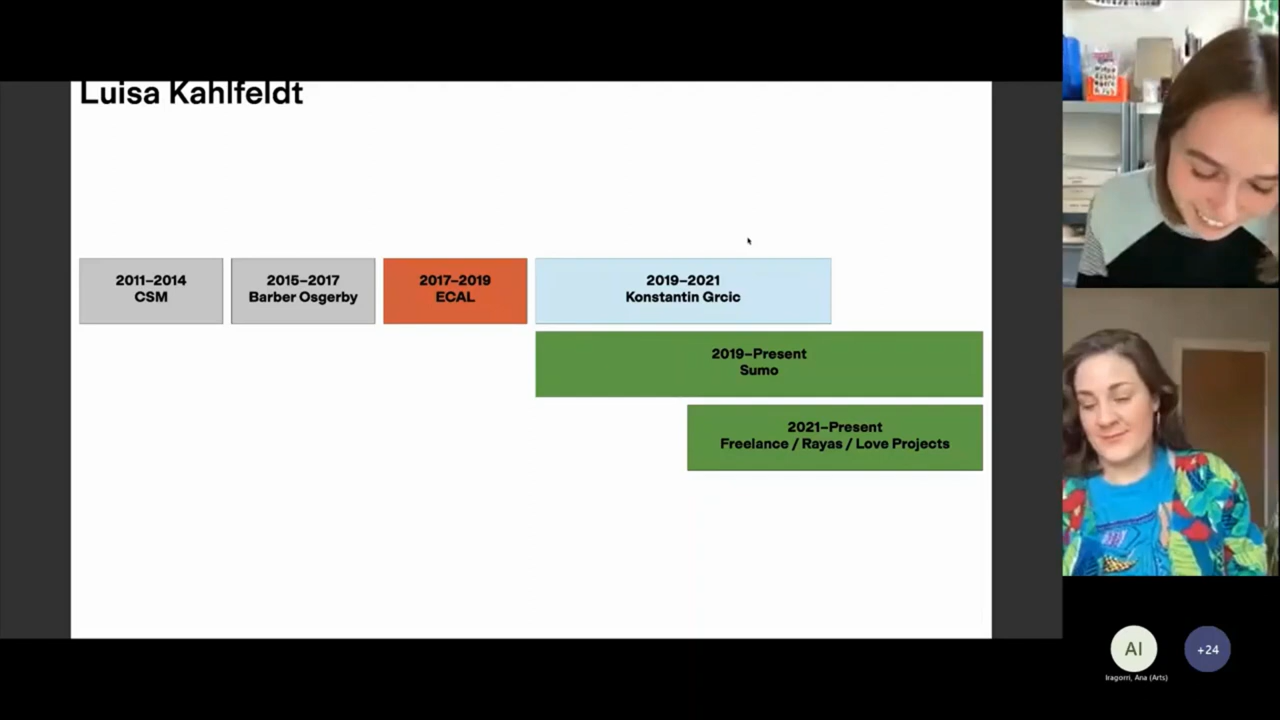 Luisa Kahlfeldt
2011–2014
CSM
2015–2017
Barber Osgerby
2017–2019
ECAL
2019–2021
Konstantin Grcic
2019–Present
Sumo
2021–Present
Freelance / Rayas / Love Projects
AI
+24
Iragorri, Ana (Arts)